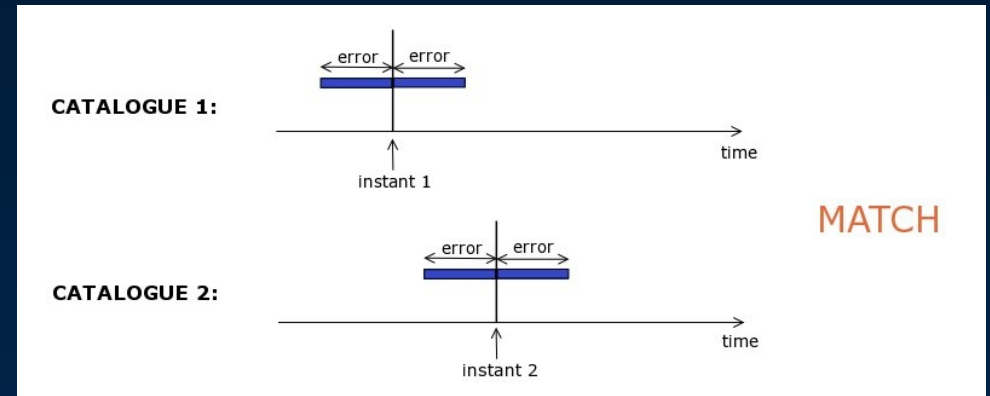 error error
CATALOGUE 1:
time
instant 1
MATCH
error error
CATALOGUE 2:
time
instant 2